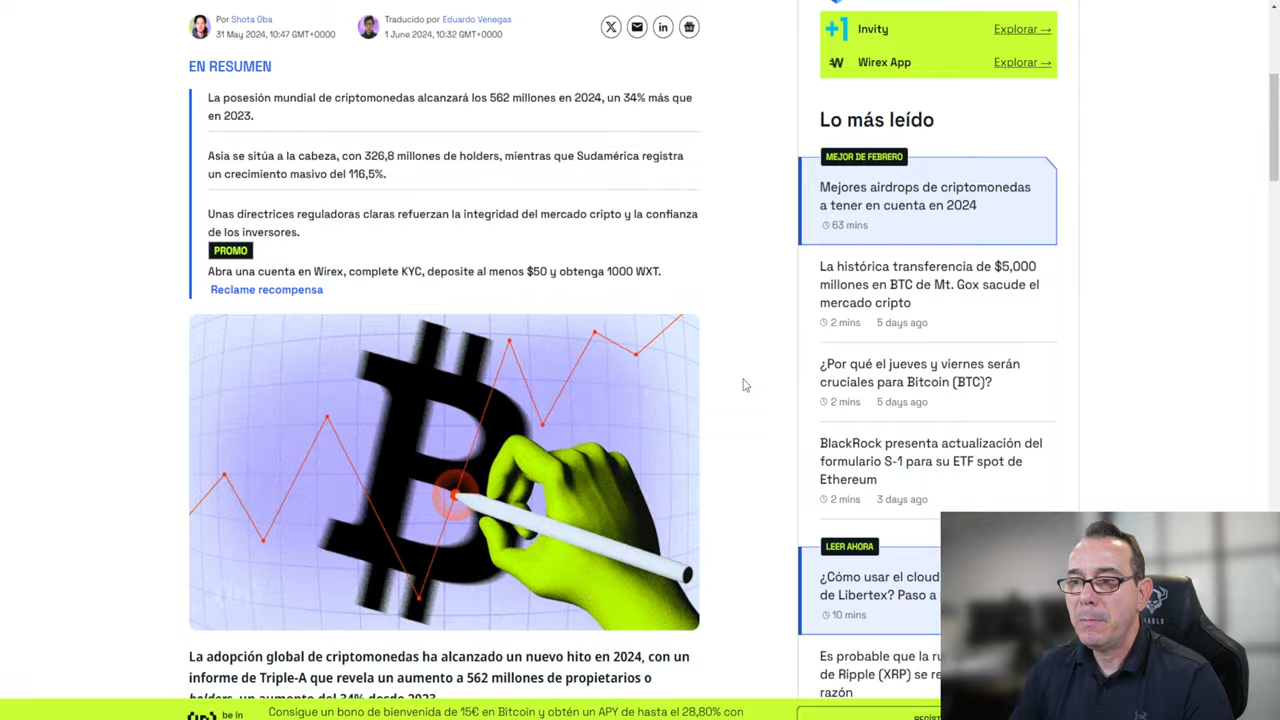 Por Shota Oba
31 May 2024, 10:47 GMT+0000
Traducido por Eduardo Venegas
1 June 2024, 10:32 GMT+0000
EN RESUMEN
La posesión mundial de criptomonedas alcanzará los 562 millones en 2024, un 34% más que
en 2023.
Asia se sitúa a la cabeza, con 326,8 millones de holders, mientras que Sudamérica registra
un crecimiento masivo del 116,5%.
Unas directrices reguladoras claras refuerzan la integridad del mercado cripto y la confianza
de los inversores.
PROMO
Abra una cuenta en Wirex, complete KYC, deposite al menos $50 y obtenga 1000 WXT.
Reclame recompensa
La adopción global de criptomonedas ha alcanzado un nuevo hito en 2024, con un
informe de Triple-A que revela un aumento a 562 millones de propietarios o
holders, un aumento del 34% desde 2023
+1 Invity Explorar →
W Wirex App Explorar →
Lo más leído
MEJOR DE FEBRERO
Mejores airdrops de criptomonedas
a tener en cuenta en 2024
63 mins
La histórica transferencia de $5,000
millones en BTC de Mt. Gox sacude el
mercado cripto
2 mins 5 days ago
¿Por qué el jueves y viernes serán
cruciales para Bitcoin (BTC)?
2 mins 5 days ago
BlackRock presenta actualización del
formulario S-1 para su ETF spot de
Ethereum
2 mins 3 days ago
LEER AHORA
¿Cómo usar el cloud
de Libertex? Paso a
10 mins
Es probable que la
de Ripple (XRP) se
razón
be in
Consigue un bono de bienvenida de 15€ en Bitcoin y obtén un APY de hasta el 28,80% con